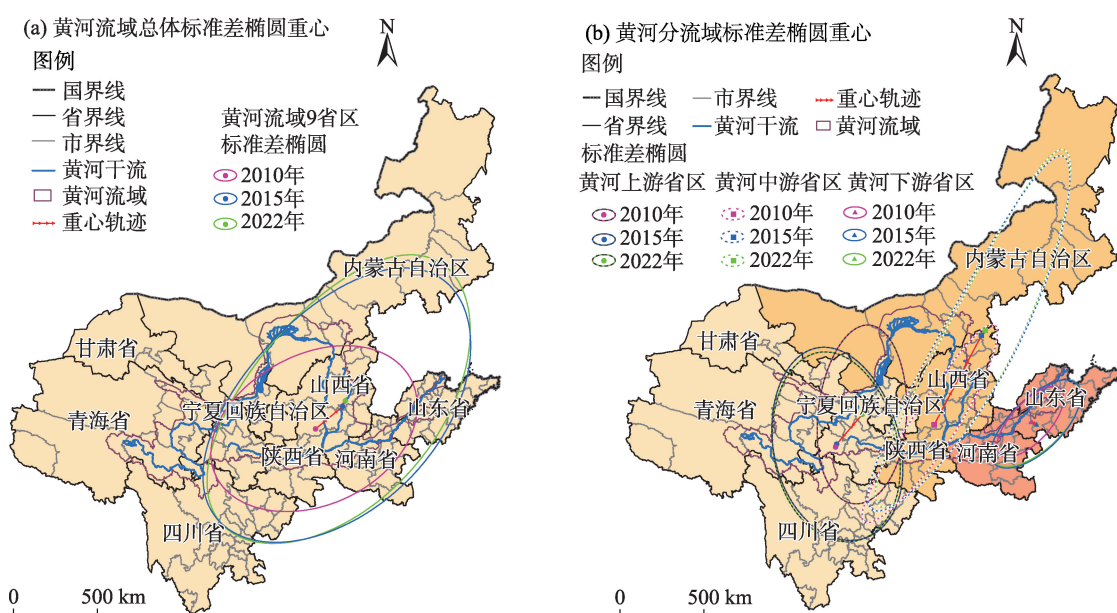 (a) 黄河流域总体标准差椭圆重心
N
图例
国界线
省界线
市界线
黄河干流
黄河流域
重心轨迹
黄河流域9省区
标准差椭圆
2010年
2015年
2022年
内蒙古自治区
甘肃省
山西省
青海省
宁夏回族自治区
山东省
陕西省
河南省
四川省
0 500 km
(b) 黄河分流域标准差椭圆重心
N
图例
国界线 市界线 重心轨迹
省界线 黄河干流 黄河流域
标准差椭圆
黄河上游省区 黄河中游省区 黄河下游省区
2010年 2010年 2010年
2015年 2015年 2015年
2022年 2022年 2022年
内蒙古自治区
甘肃省
山西省
青海省
宁夏回族自治区
山东省
陕西省
河南省
四川省
0 500 km